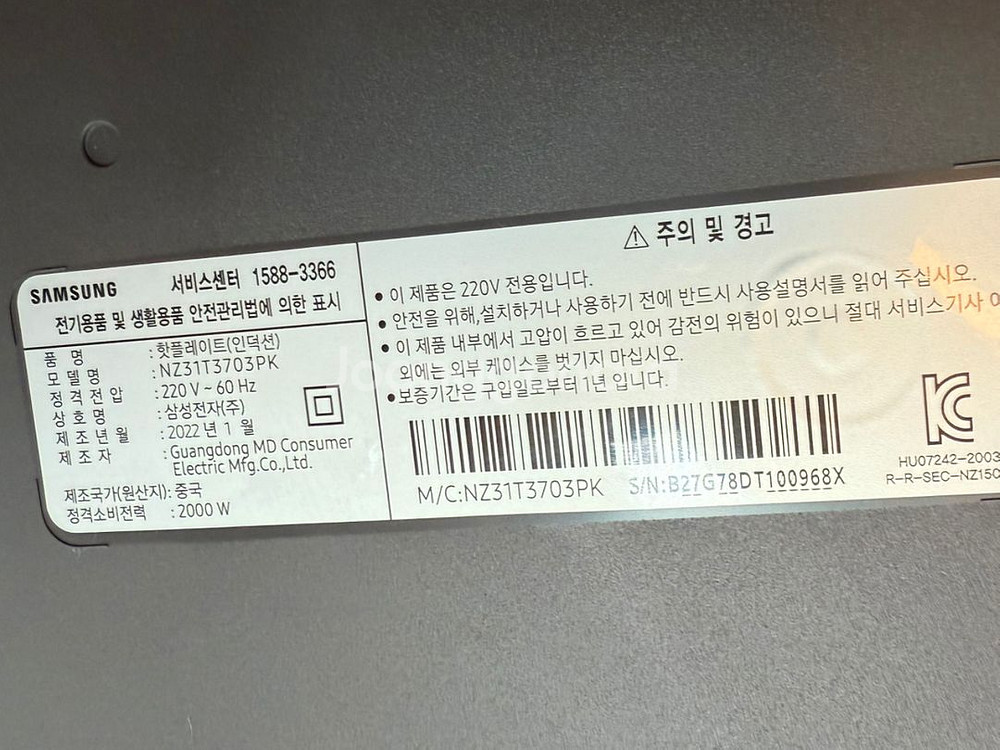 SAMSUNG 서비스센터 1588-3366
전기용품 및 생활용품 안전관리법에 의한 표시
품 명 : 핫플레이트(인덕션)
모 델 명 : NZ31T3703PK
정 격 전 압 : 220 V ~ 60 Hz
상 호 명 : 삼성전자(주)
제 조 년 월 : 2022 년 1 월
제 조 자 : Guangdong MD Consumer
Electric Mfg.Co.,Ltd.
제조국가(원산지): 중국
정격소비전력 : 2000 W
주의 및 경고
• 이 제품은 220V 전용입니다.
• 안전을 위해,설치하거나 사용하기 전에 반드시 사용설명서를 읽어 주십시오.
• 이 제품 내부에서 고압이 흐르고 있어 감전의 위험이 있으니 절대 서비스기사
외에는 외부 케이스를 벗기지 마십시오.
• 보증기간은 구입일로부터 1년 입니다.
M/C:NZ31T3703PK S/N:B27G78DT100968X
HU07242-2003
R-R-SEC-NZ150